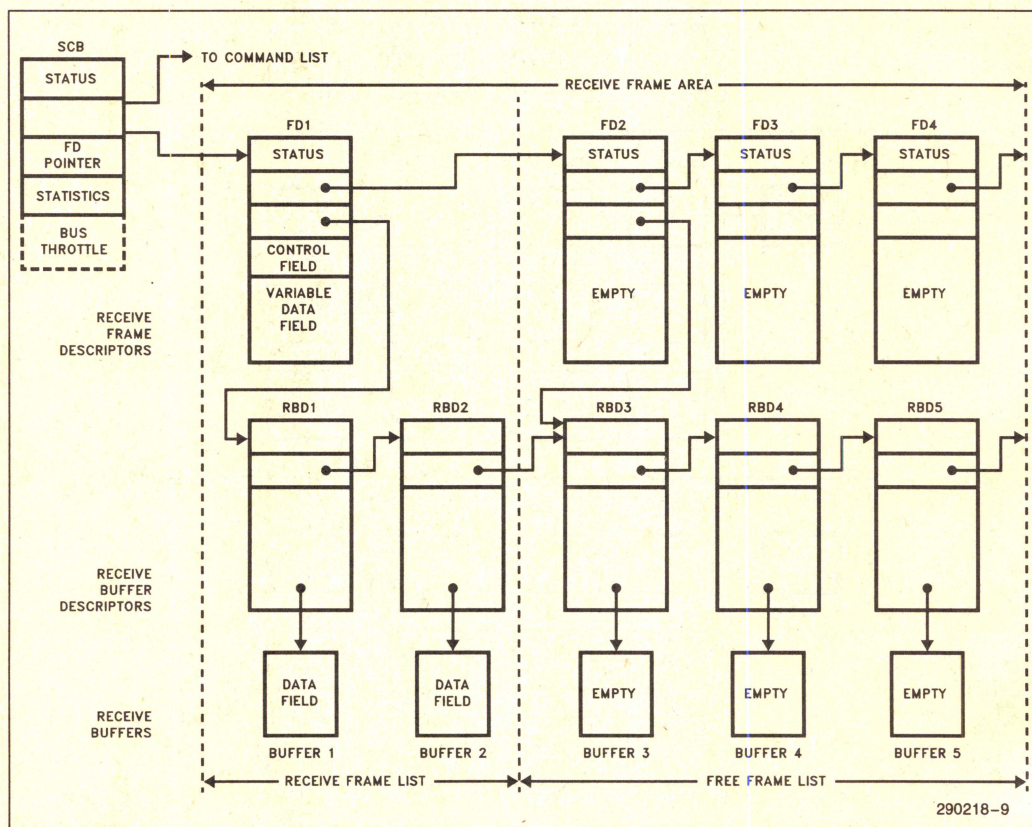 SCB
STATUS
FD
POINTER
STATISTICS
BUS
THROTTLE
TO COMMAND LIST
RECEIVE FRAME AREA
FD1
STATUS
CONTROL
FIELD
VARIABLE
DATA
FIELD
FD2
STATUS
EMPTY
FD3
STATUS
EMPTY
FD4
STATUS
EMPTY
RECEIVE
FRAME
DESCRIPTORS
RBD1
RBD2
RBD3
RBD4
RBD5
RECEIVE
BUFFER
DESCRIPTORS
DATA
FIELD
DATA
FIELD
EMPTY
EMPTY
EMPTY
RECEIVE
BUFFERS
BUFFER 1
BUFFER 2
BUFFER 3
BUFFER 4
BUFFER 5
RECEIVE FRAME LIST
FREE FRAME LIST
290218-9